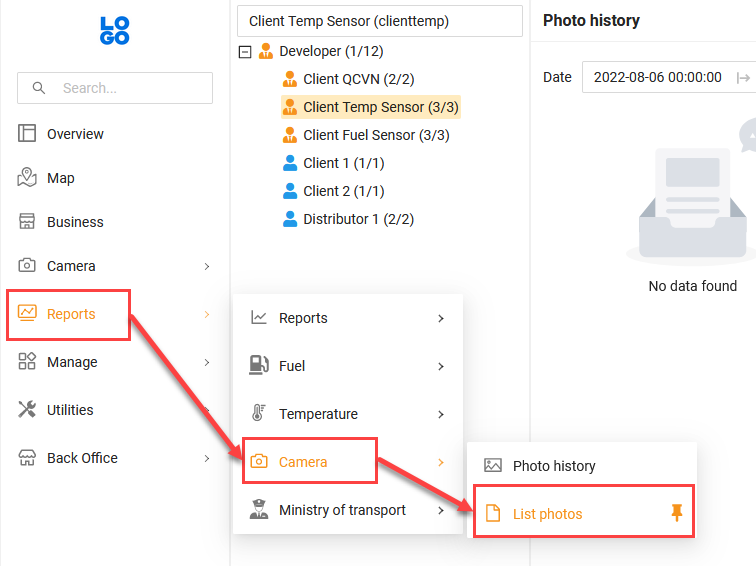 LO
GO
Search...
Overview
Map
Business
Camera
Reports
Manage
Utilities
Back Office
Client Temp Sensor (clienttemp)
Developer (1/12)
Client QCVN (2/2)
Client Temp Sensor (3/3)
Client Fuel Sensor (3/3)
Client 1 (1/1)
Client 2 (1/1)
Distributor 1 (2/2)
Reports
Fuel
Temperature
Camera
Ministry of transport
Photo history
List photos
Photo history
Date 2022-08-06 00:00:00
No data found